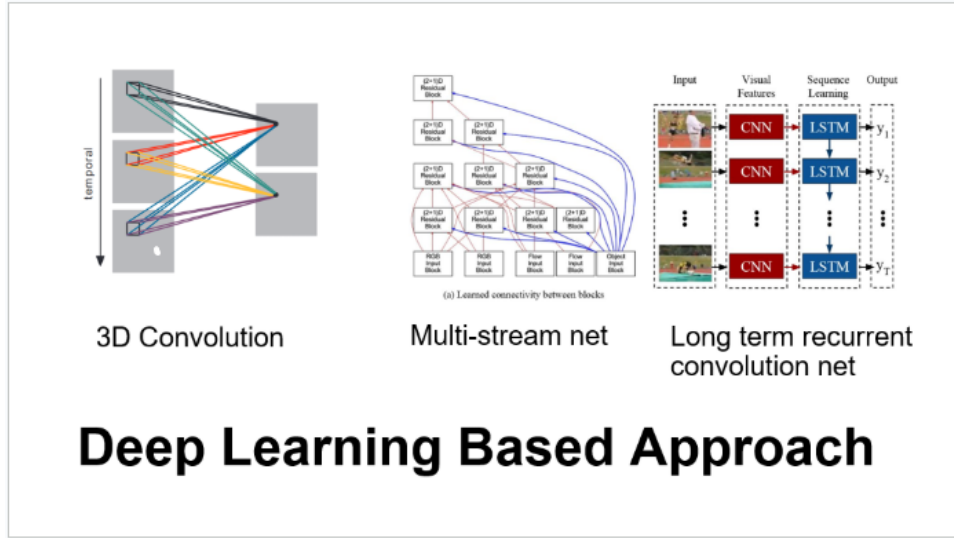 temporal
3D Convolution
(2+1)D
Residual
Block
(2+1)D
Residual
Block
(2+1)D
Residual
Block
(2+1)D
Residual
Block
(2+1)D
Residual
Block
(2+1)D
Residual
Block
(2+1)D
Residual
Block
(2+1)D
Residual
Block
(2+1)D
Residual
Block
(2+1)D
Residual
Block
RGB
Input
Block
RGB
Input
Block
Flow
Input
Block
Flow
Input
Block
Object
Input
Block
(a) Learned connectivity between blocks
Multi-stream net
Input
Visual
Features
Sequence
Learning
Output
CNN
LSTM
y1
CNN
LSTM
y2
CNN
LSTM
yT
Long term recurrent
convolution net
Deep Learning Based Approach